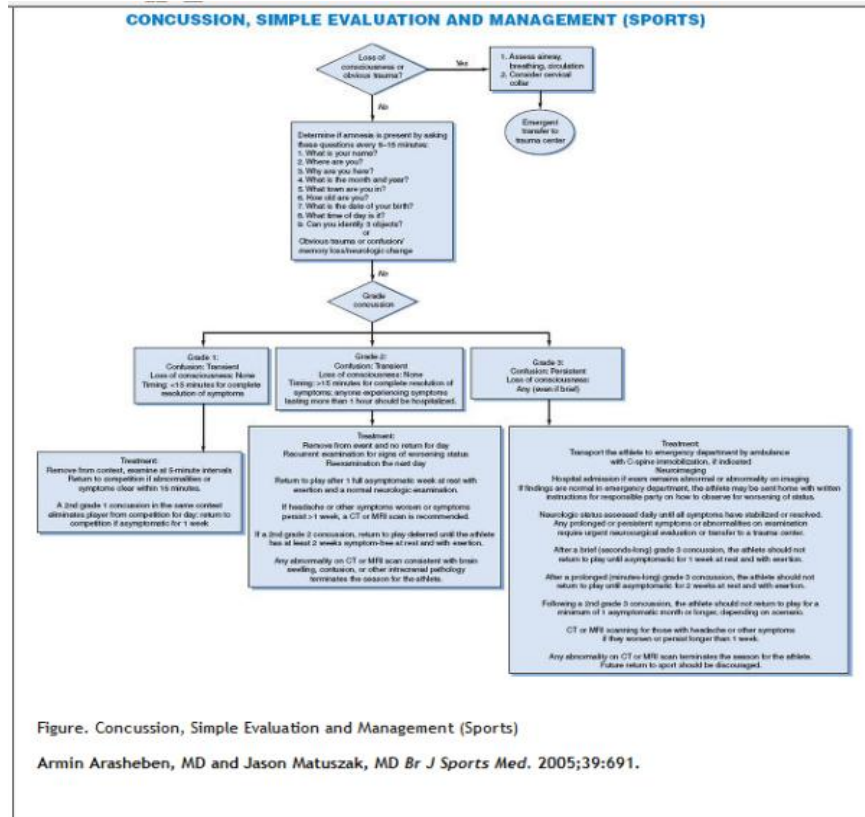 CONCUSSION, SIMPLE EVALUATION AND MANAGEMENT (SPORTS)
Loss of
consciousness or
obvious trauma?
Yes
1. Assess airway,
breathing, circulation
2. Consider cervical
collar
Emergent
transfer to
trauma center
No
Determine if amnesia is present by asking
these questions every 5–15 minutes:
1. What is your name?
2. Where are you?
3. Why are you here?
4. What is the month and year?
5. What town are you in?
6. How old are you?
7. What is the date of your birth?
8. What time of day is it?
9. Can you identify 3 objects?
or
Obvious trauma or confusion/
memory loss/neurologic change
No
Grade
concussion
Grade 1:
Confusion: Transient
Loss of consciousness: None
Timing: <15 minutes for complete
resolution of symptoms
Grade 2:
Confusion: Transient
Loss of consciousness: None
Timing: >15 minutes for complete resolution of
symptoms; anyone experiencing symptoms
lasting more than 1 hour should be hospitalized.
Grade 3:
Confusion: Persistent
Loss of consciousness:
Any (even if brief)
Treatment:
Remove from contest, examine at 5-minute intervals
Return to competition if abnormalities or
symptoms clear within 15 minutes.
A 2nd grade 1 concussion in the same contest
eliminates player from competition for day; return to
competition if asymptomatic for 1 week
Treatment:
Remove from event and no return for day
Recurrent examination for signs of worsening status
Reexamination the next day
Return to play after 1 full asymptomatic week at rest with
exertion and a normal neurologic examination.
If headache or other symptoms worsen or symptoms
persist >1 week, a CT or MRI scan is recommended.
If a 2nd grade 2 concussion, return to play deferred until the athlete
has at least 2 weeks symptom-free at rest and with exertion.
Any abnormality on CT or MRI scan consistent with brain
swelling, contusion, or other intracranial pathology
terminates the season for the athlete.
Treatment:
Transport the athlete to emergency department by ambulance
with C-spine immobilization, if indicated
Neuroimaging
Hospital admission if exam remains abnormal or abnormality on imaging
If findings are normal in emergency department, the athlete may be sent home with written
instructions for responsible party on how to observe for worsening of status.
Neurologic status assessed daily until all symptoms have stabilized or resolved.
Any prolonged or persistent symptoms or abnormalities on examination
require urgent neurosurgical evaluation or transfer to a trauma center.
After a brief (seconds-long) grade 3 concussion, the athlete should not
return to play until asymptomatic for 1 week at rest and with exertion.
After a prolonged (minutes-long) grade 3 concussion, the athlete should not
return to play until asymptomatic for 2 weeks at rest and with exertion.
Following a 2nd grade 3 concussion, the athlete should not return to play for a
minimum of 1 asymptomatic month or longer, depending on scenario.
CT or MRI scanning for those with headache or other symptoms
if they worsen or persist longer than 1 week.
Any abnormality on CT or MRI scan terminates the season for the athlete.
Future return to sport should be discouraged.
Figure. Concussion, Simple Evaluation and Management (Sports)
Armin Arasheben, MD and Jason Matuszak, MD Br J Sports Med. 2005;39:691.